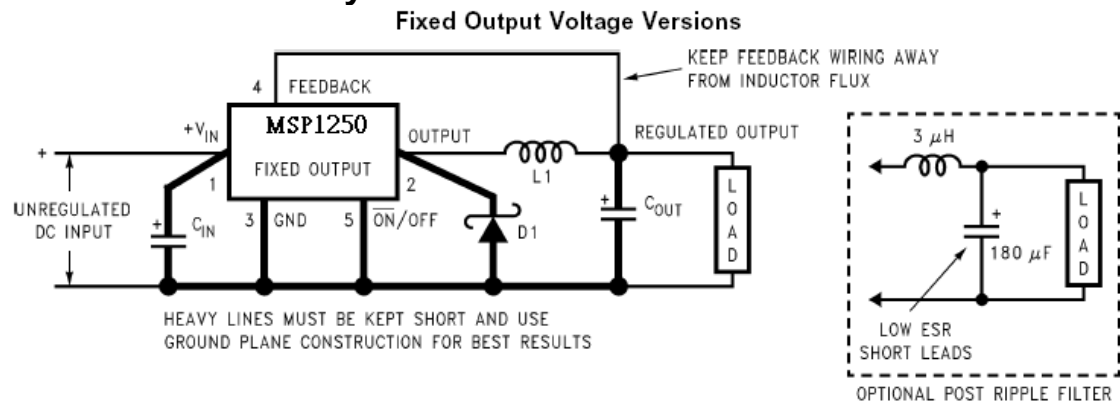 Fixed Output Voltage Versions
KEEP FEEDBACK WIRING AWAY
FROM INDUCTOR FLUX
4 FEEDBACK
+VIN
MSP1250
FIXED OUTPUT
OUTPUT
REGULATED OUTPUT
+
1
2
L1
UNREGULATED
DC INPUT
+
CIN
3 GND
5 ON/OFF
D1
+
COUT
LOAD
HEAVY LINES MUST BE KEPT SHORT AND USE
GROUND PLANE CONSTRUCTION FOR BEST RESULTS
3 μH
+
180 μF
LOAD
LOW ESR
SHORT LEADS
OPTIONAL POST RIPPLE FILTER